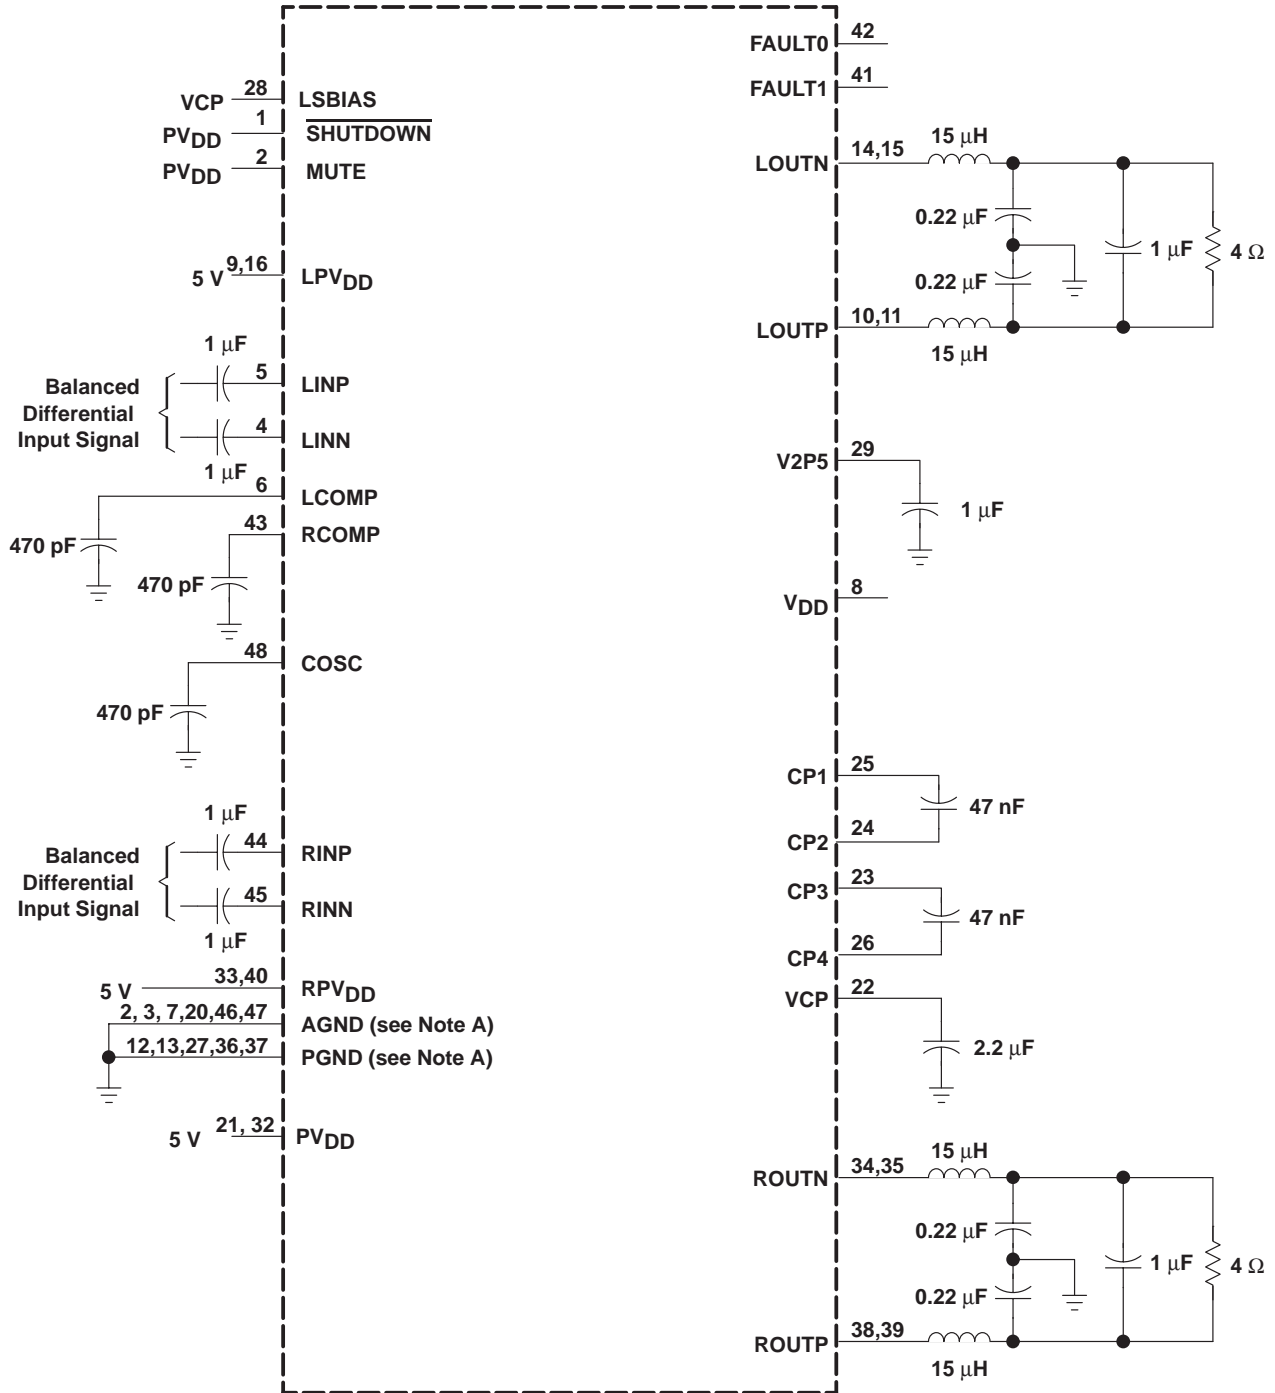 FAULT0 42
FAULT1 41
VCP 28 LSBIAS
PVDD 1 SHUTDOWN
PVDD 2 MUTE
LOUTN 14,15 15 μH
0.22 μF
0.22 μF
1 μF
4 Ω
LOUTP 10,11 15 μH
5 V 9,16 LPVDD
1 μF
Balanced
Differential
Input Signal
5 LINP
4 LINN
1 μF
6 LCOMP
470 pF
43 RCOMP
470 pF
V2P5 29
1 μF
VDD 8
48 COSC
470 pF
CP1 25
47 nF
CP2 24
CP3 23
47 nF
CP4 26
VCP 22
2.2 μF
1 μF
Balanced
Differential
Input Signal
44 RINP
45 RINN
1 μF
5 V 33,40 RPVDD
2, 3, 7,20,46,47 AGND (see Note A)
12,13,27,36,37 PGND (see Note A)
5 V 21, 32 PVDD
ROUTN 34,35 15 μH
0.22 μF
0.22 μF
1 μF
4 Ω
ROUTP 38,39 15 μH